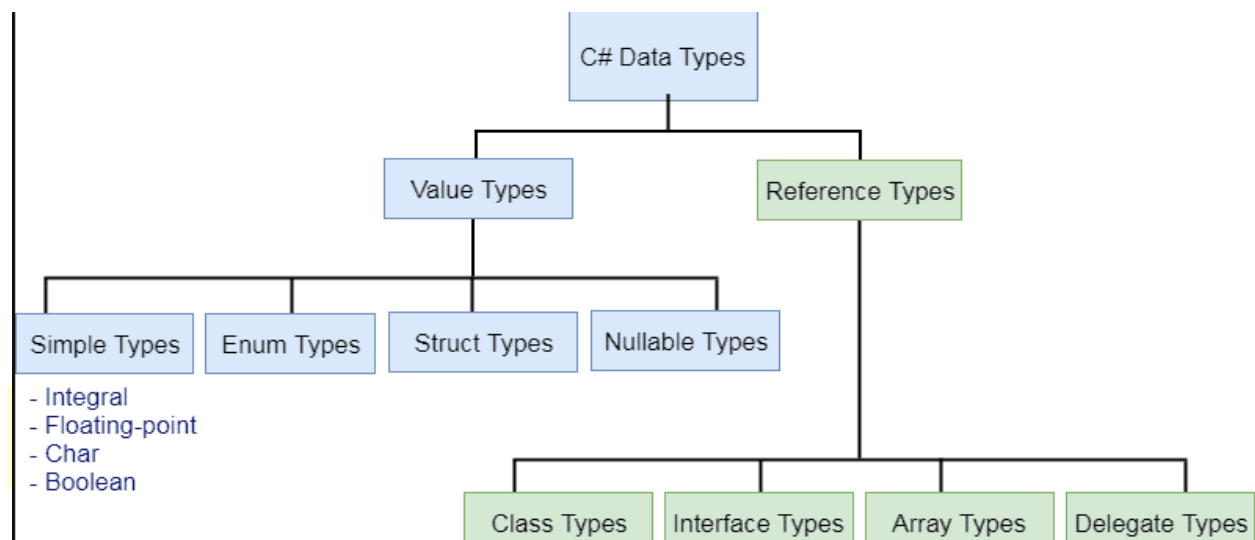 C# Data Types
Value Types
Reference Types
Simple Types
Enum Types
Struct Types
Nullable Types
- Integral
- Floating-point
- Char
- Boolean
Class Types
Interface Types
Array Types
Delegate Types